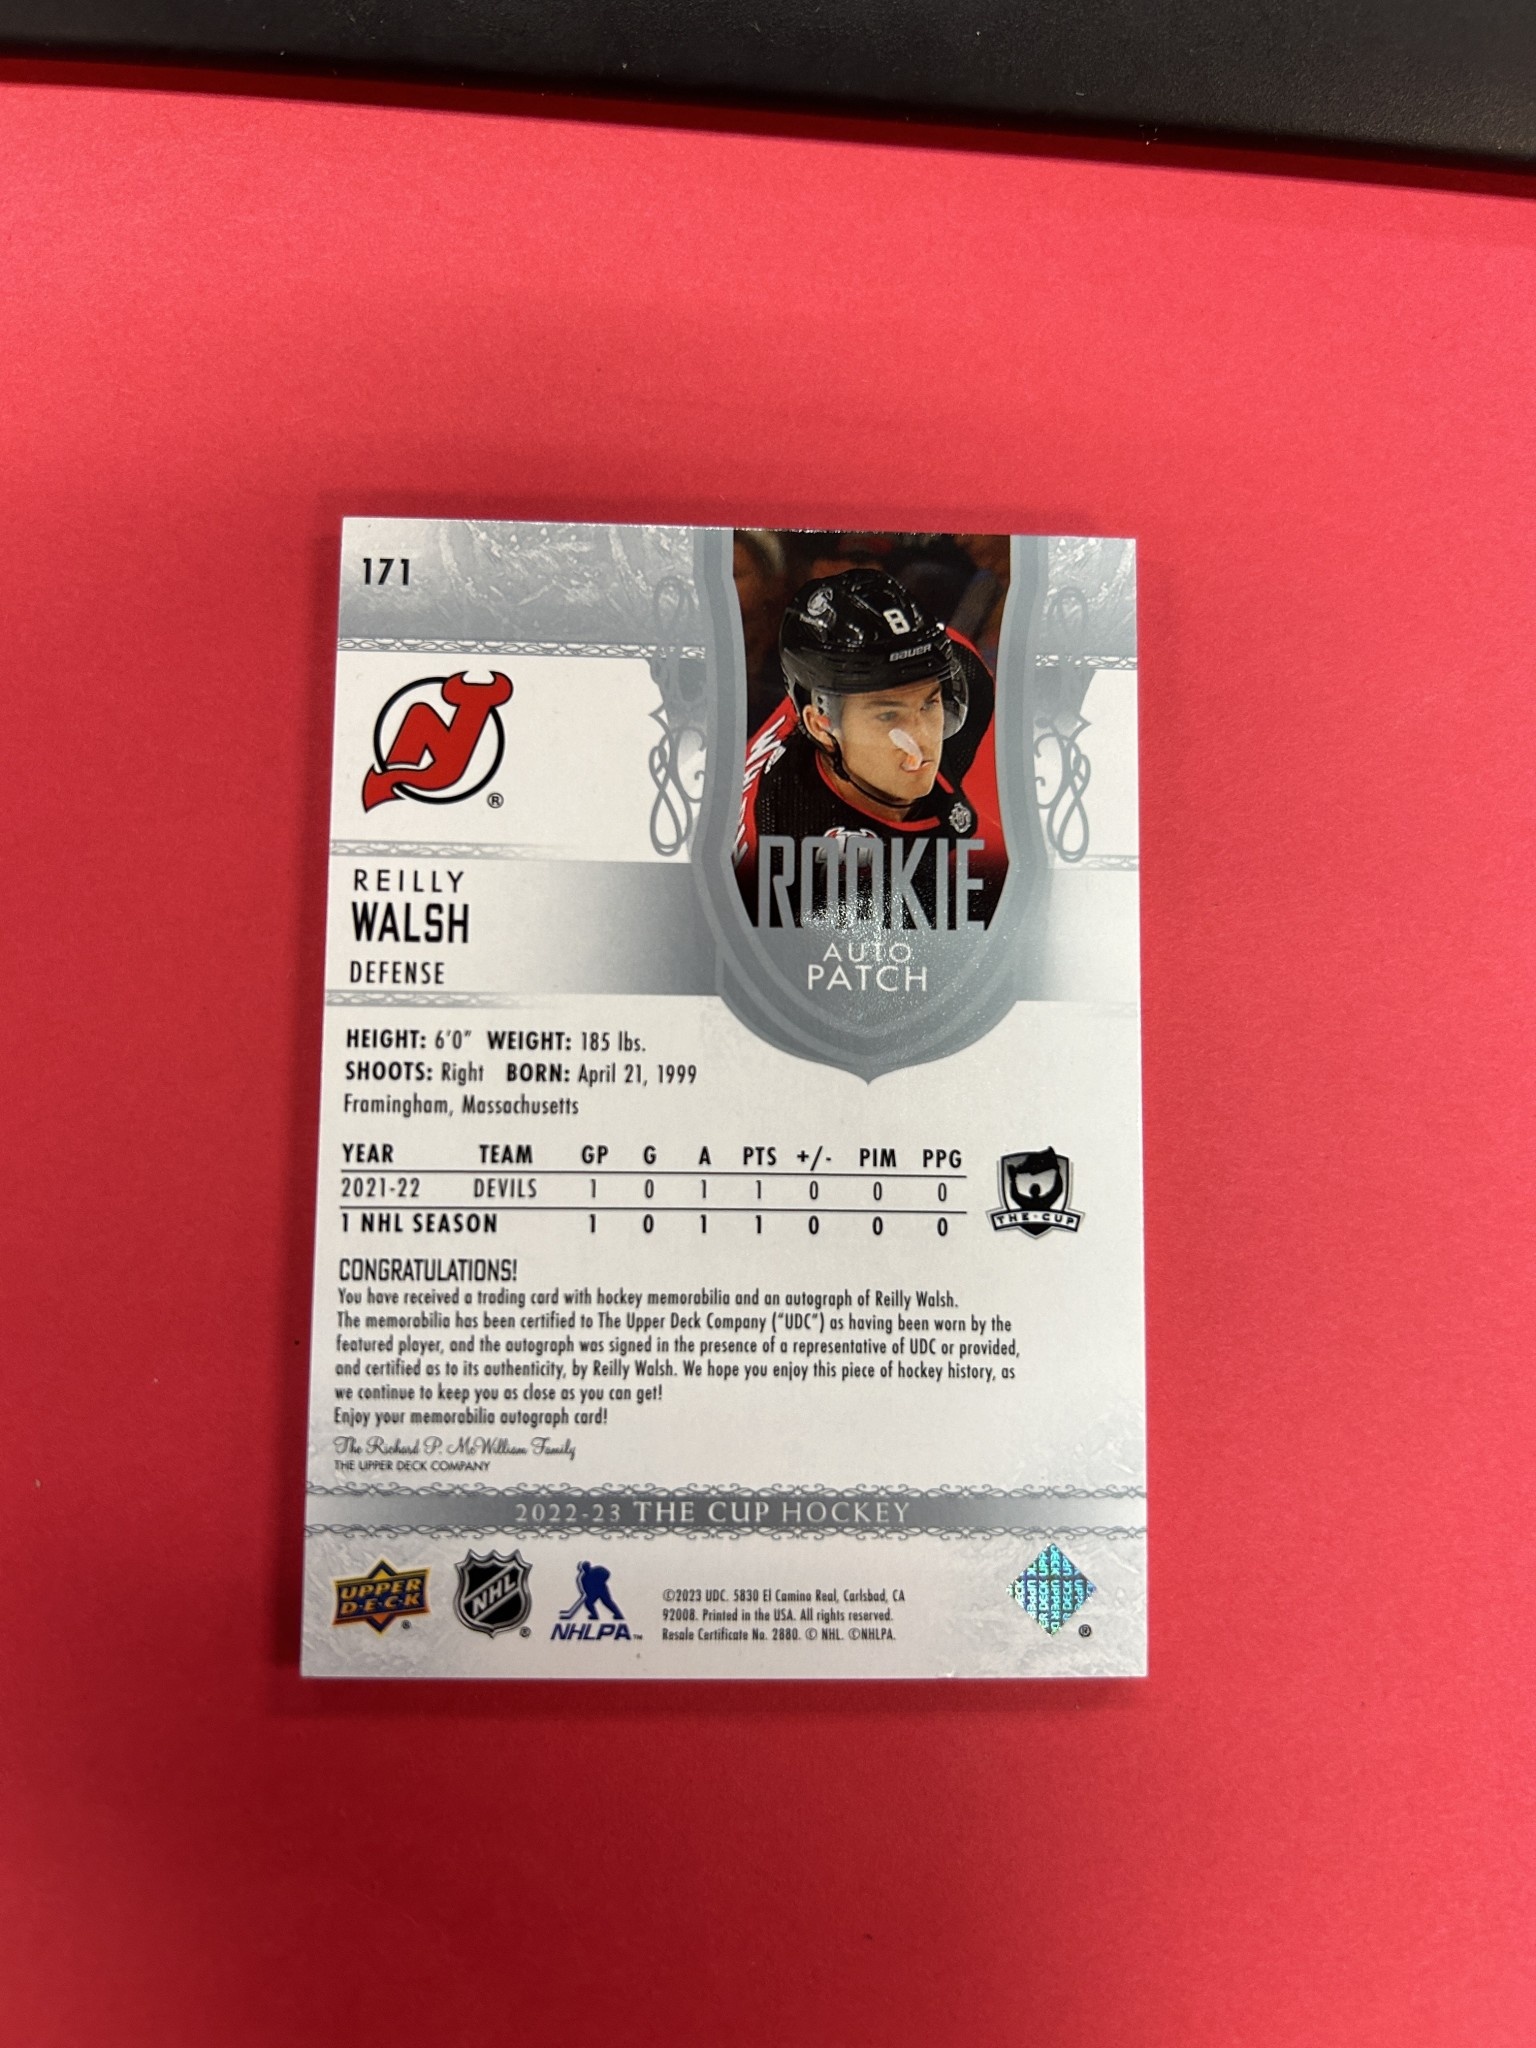 171
8
BAUER
ROOKIE
AUTO
PATCH
®
REILLY
WALSH
DEFENSE
HEIGHT: 6'0" WEIGHT: 185 lbs.
SHOOTS: Right BORN: April 21, 1999
Framingham, Massachusetts
YEAR TEAM GP G A PTS +/- PIM PPG
2021-22 DEVILS 1 0 1 1 0 0 0
1 NHL SEASON 1 0 1 1 0 0 0
THE CUP
CONGRATULATIONS!
You have received a trading card with hockey memorabilia and an autograph of Reilly Walsh.
The memorabilia has been certified to The Upper Deck Company ("UDC") as having been worn by the
featured player, and the autograph was signed in the presence of a representative of UDC or provided,
and certified as to its authenticity, by Reilly Walsh. We hope you enjoy this piece of hockey history, as
we continue to keep you as close as you can get!
Enjoy your memorabilia autograph card!
The Richard P. McWilliam Family
THE UPPER DECK COMPANY
2022-23 THE CUP HOCKEY
UPPER
DECK
®
NHL
®
NHLPA™
©2023 UDC. 5830 El Camino Real, Carlsbad, CA
92008. Printed in the USA. All rights reserved.
Resale Certificate No. 2880. © NHL. ©NHLPA.
UPPER DECK
®